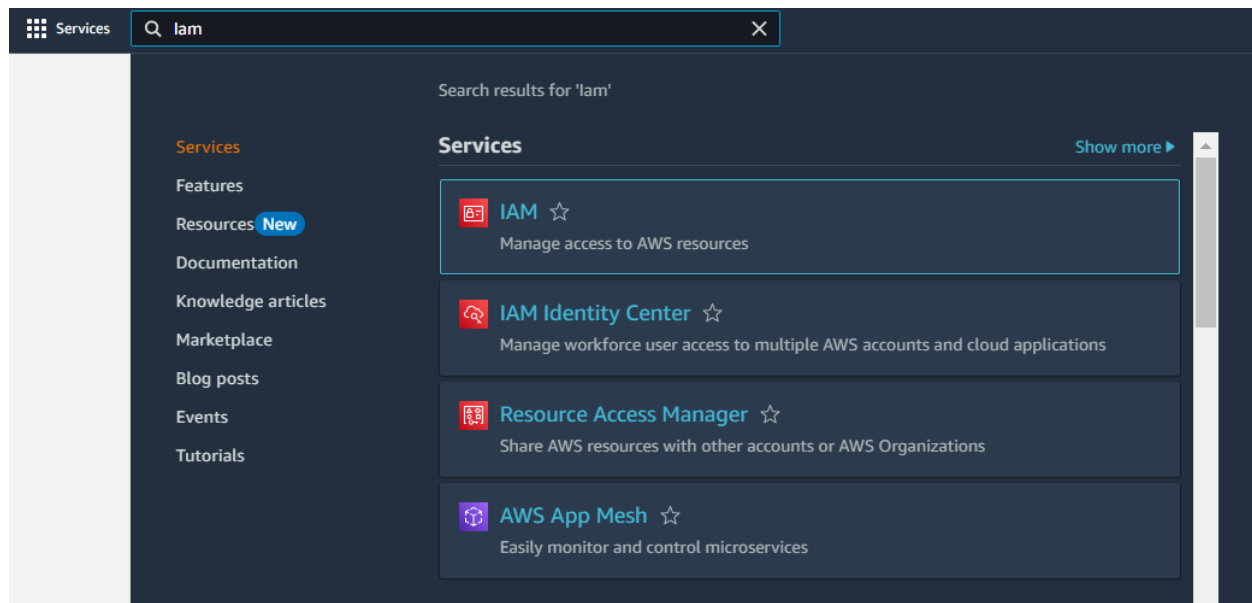 Services
Iam
Search results for 'Iam'
Services
Features
Resources New
Documentation
Knowledge articles
Marketplace
Blog posts
Events
Tutorials
Services
Show more
IAM
Manage access to AWS resources
IAM Identity Center
Manage workforce user access to multiple AWS accounts and cloud applications
Resource Access Manager
Share AWS resources with other accounts or AWS Organizations
AWS App Mesh
Easily monitor and control microservices